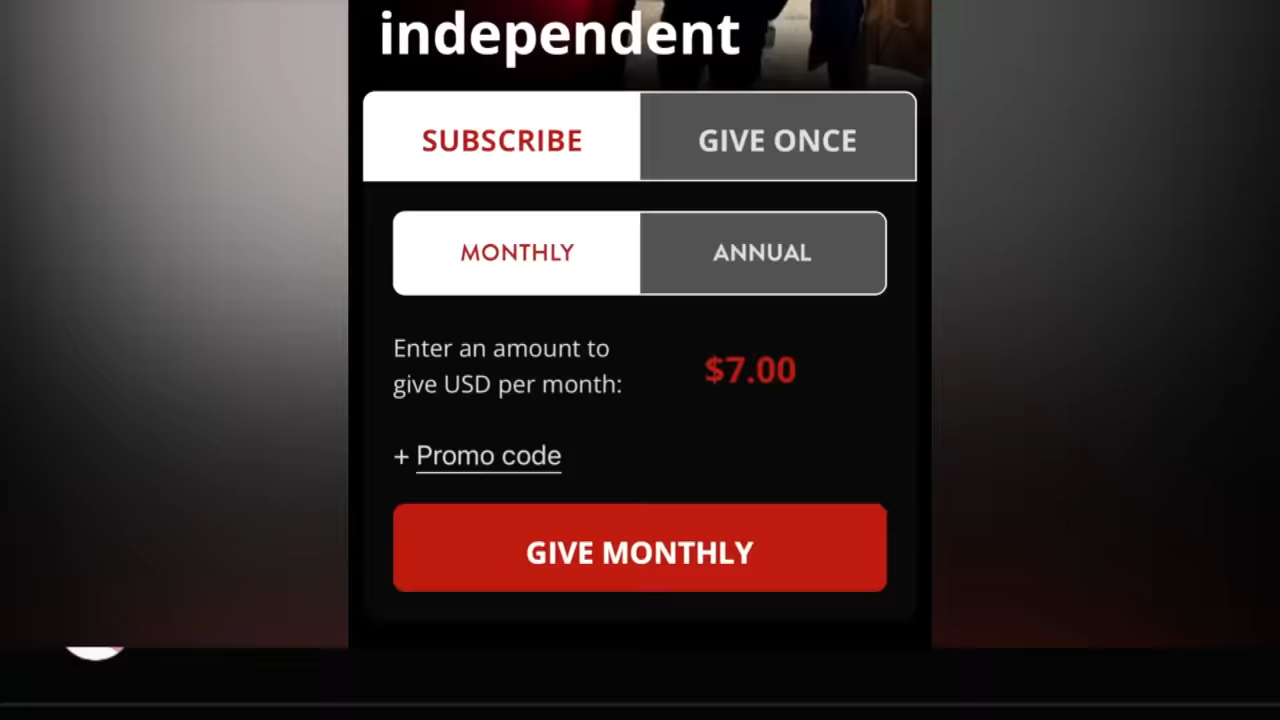 independent
SUBSCRIBE
GIVE ONCE
MONTHLY
ANNUAL
Enter an amount to
give USD per month:
$7.00
+ Promo code
GIVE MONTHLY